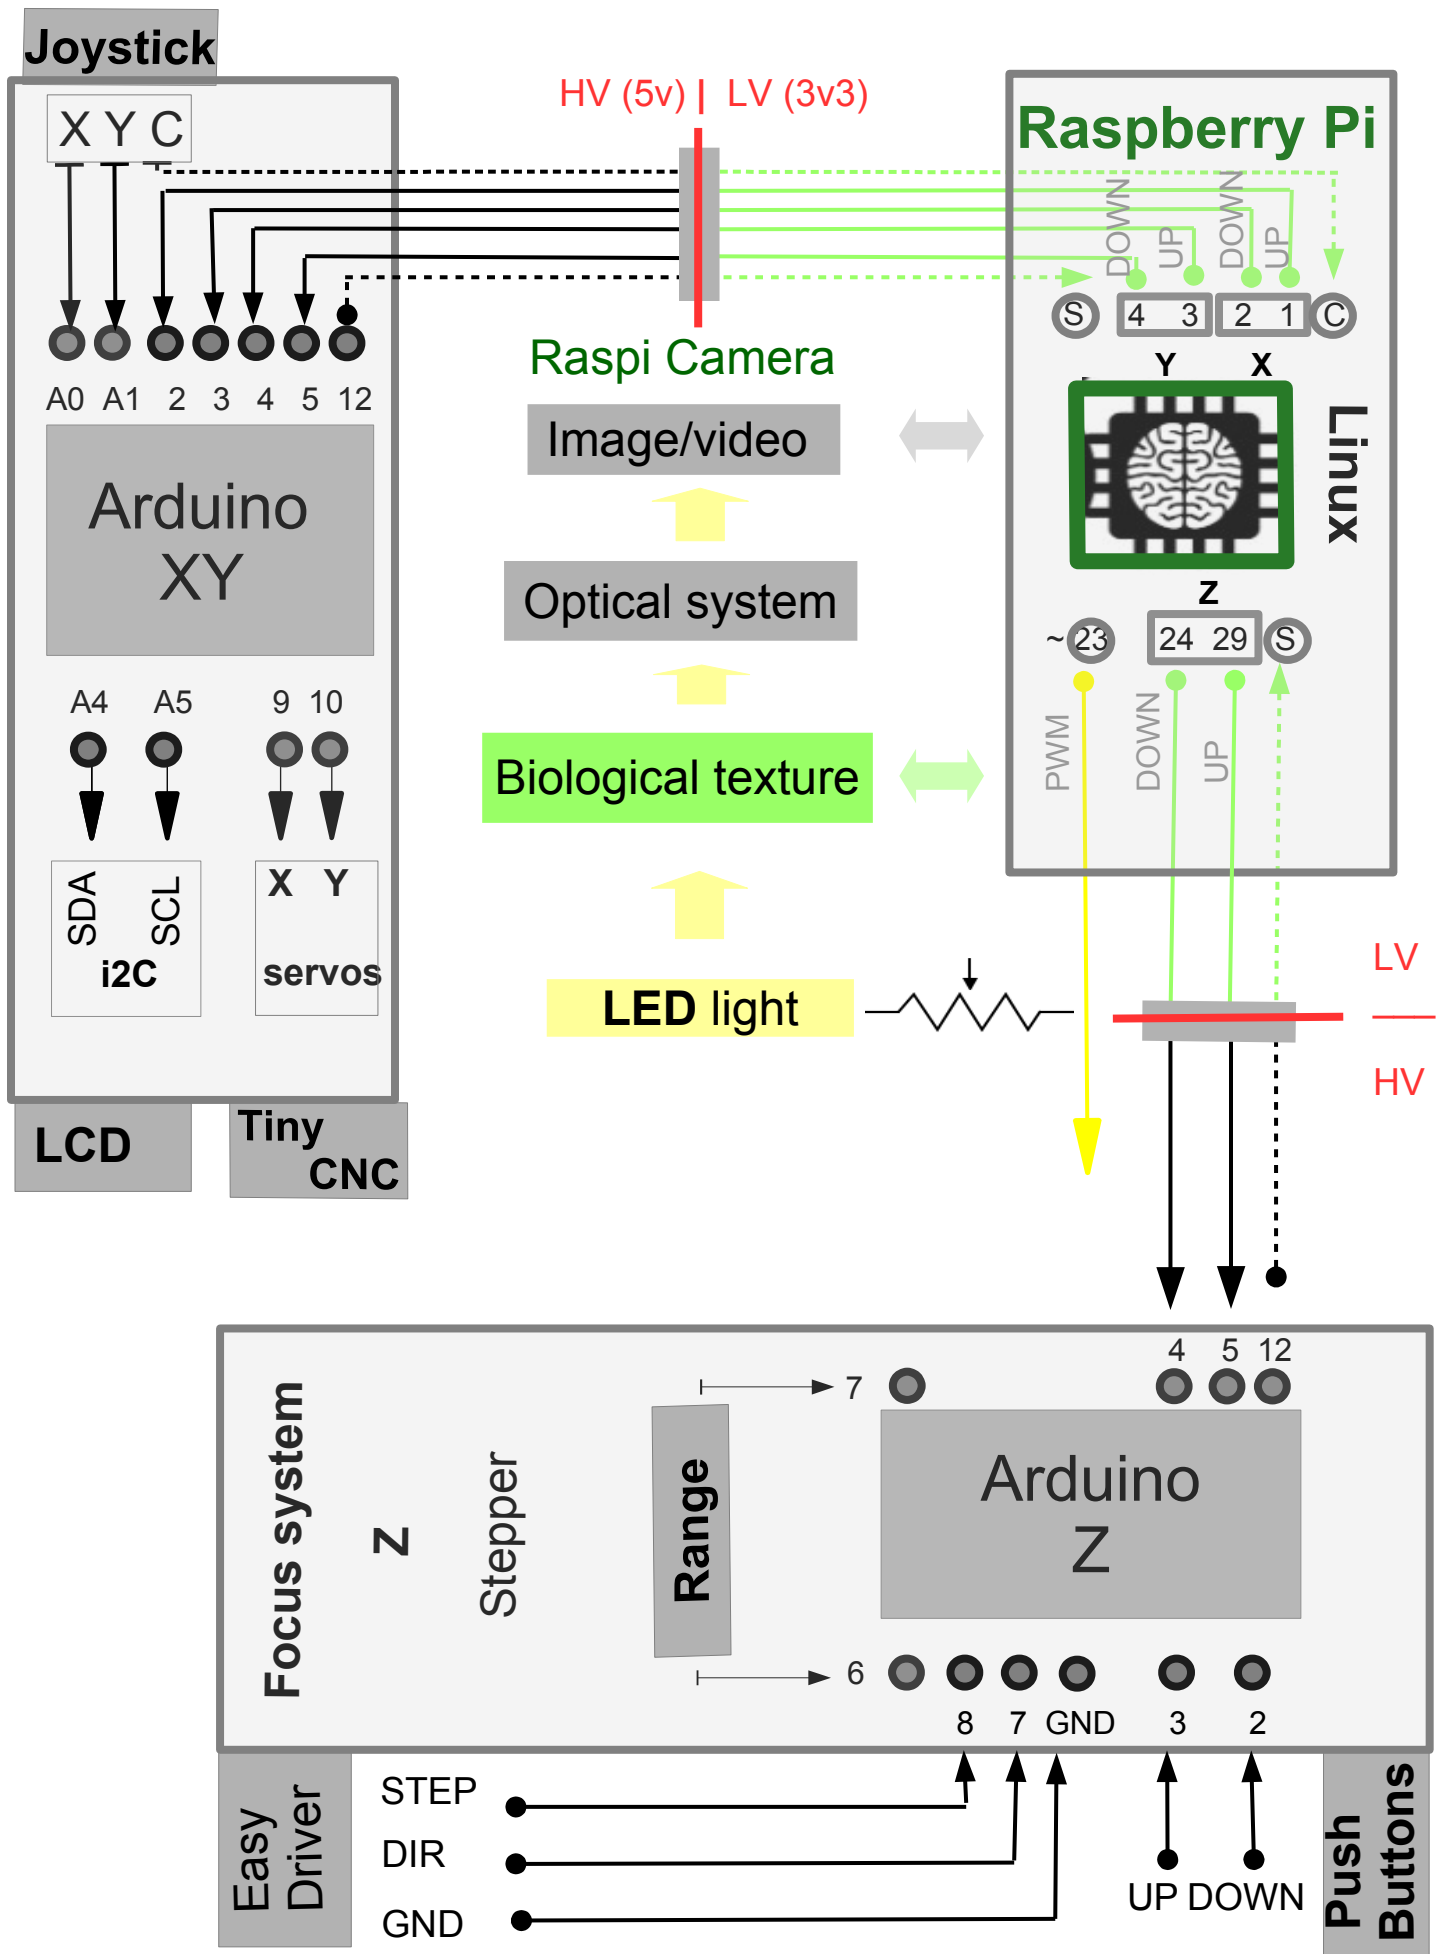 Joystick
X Y C
HV (5v) | LV (3v3)
Raspberry Pi
DOWN
UP
DOWN
UP
S
4 3
2 1
C
Y
X
Linux
A0 A1 2 3 4 5 12
Arduino
XY
Raspi Camera
Image/video
Optical system
Biological texture
LED light
Z
~ 23
24 29
S
PWM
DOWN
UP
A4 A5 9 10
SDA
SCL
i2C
X Y
servos
LV
HV
LCD
Tiny
CNC
Focus system
Z
Stepper
Range
7
4 5 12
Arduino
Z
6
8 7 GND 3 2
Easy
Driver
STEP
DIR
GND
UP DOWN
Push
Buttons